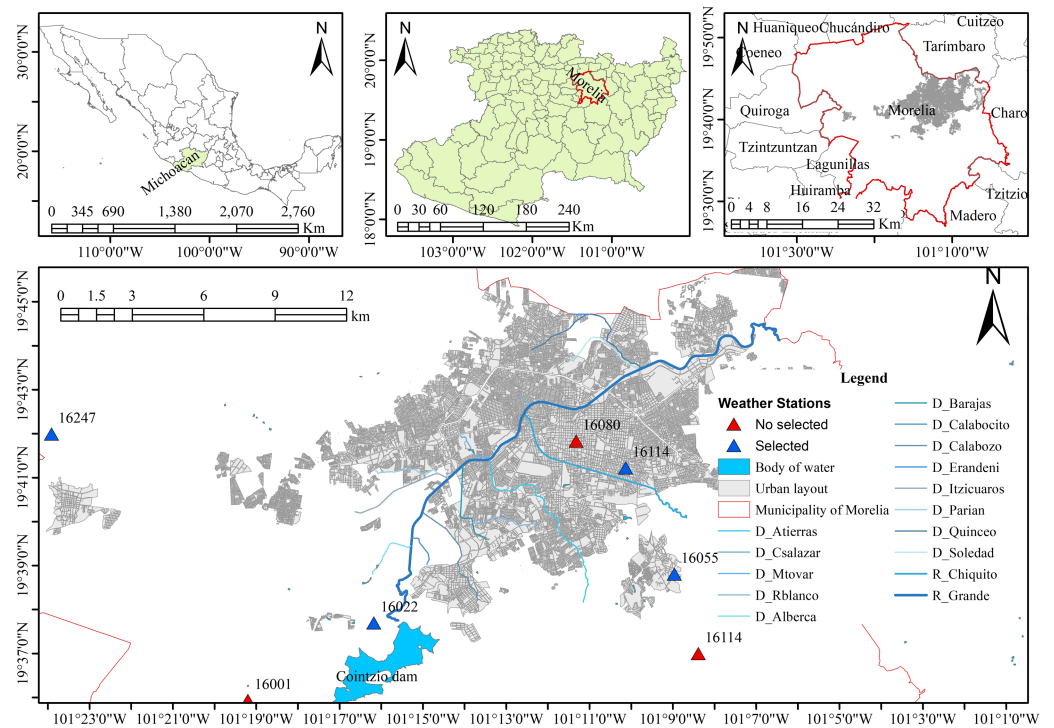 N
30°0'0"N
20°0'0"N
Michoacan
0 345 690 1,380 2,070 2,760
Km
110°0'0"W 100°0'0"W 90°0'0"W
N
20°0'0"N
19°0'0"N
18°0'0"N
Morelia
0 30 60 120 180 240
Km
103°0'0"W 102°0'0"W 101°0'0"W
N
19°50'0"N
19°40'0"N
19°30'0"N
Huaniqueo Chucándiro Cuitzeo
Coeneo Tarímbaro
Quiroga Morelia Charo
Tzintzuntzan
Lagunillas
Huiramba Tzitzio
Madero
0 4 8 16 24 32
Km
101°30'0"W 101°10'0"W
N
0 1.5 3 6 9 12
km
19°45'0"N
19°43'0"N
19°41'0"N
19°39'0"N
19°37'0"N
16247
16080
16114
16055
16022
16114
16001
Cointzio dam
Legend
Weather Stations
No selected
Selected
Body of water
Urban layout
Municipality of Morelia
D_Atierras
D_Csalazar
D_Mtovar
D_Rblanco
D_Alberca
D_Barajas
D_Calabocito
D_Calabozo
D_Erandeni
D_Itzicuaros
D_Parian
D_Quinceo
D_Soledad
R_Chiquito
R_Grande
101°23'0"W 101°21'0"W 101°19'0"W 101°17'0"W 101°15'0"W 101°13'0"W 101°11'0"W 101°9'0"W 101°7'0"W 101°5'0"W 101°3'0"W 101°1'0"W